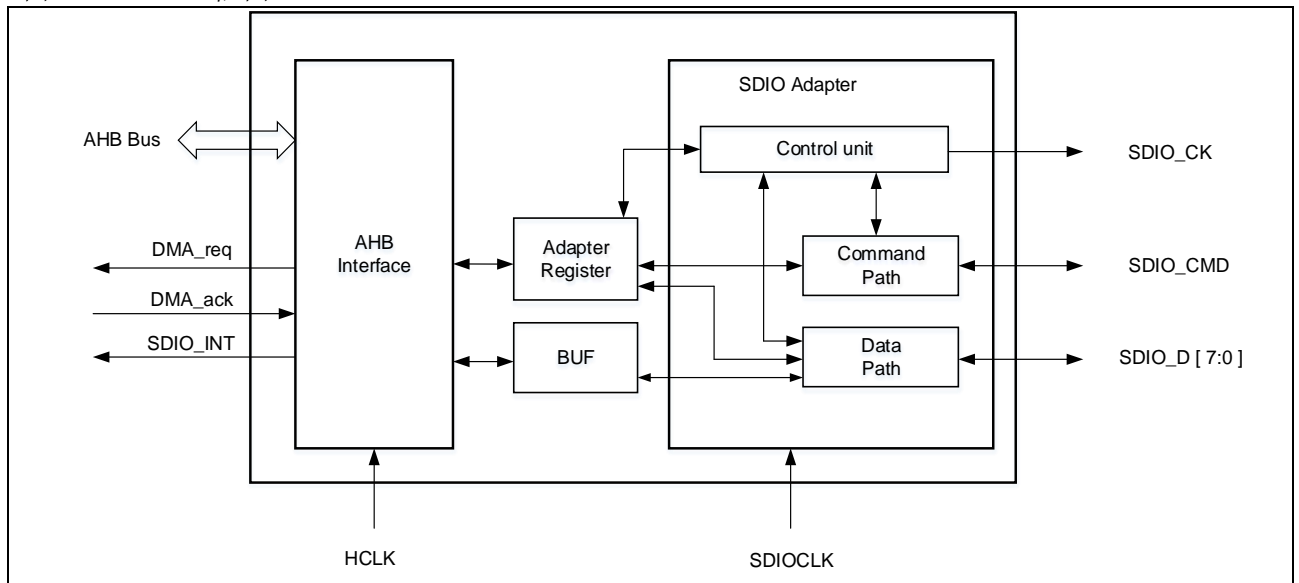 SDIO Adapter
AHB Bus
Control unit
SDIO_CK
DMA_req
AHB
Interface
Adapter
Register
Command
Path
SDIO_CMD
DMA_ack
SDIO_INT
BUF
Data
Path
SDIO_D [ 7:0 ]
HCLK
SDIOCLK